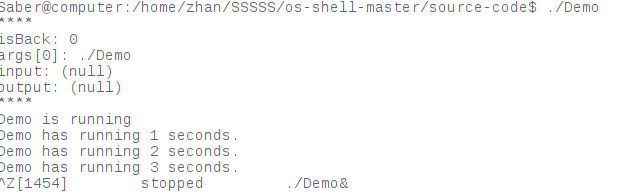 Saber@computer:/home/zhan/SSSSS/os-shell-master/source-code$ ./Demo
****
isBack: 0
args[0]: ./Demo
input: (null)
output: (null)
****
Demo is running
Demo has running 1 seconds.
Demo has running 2 seconds.
Demo has running 3 seconds.
^Z[1454]        stopped         ./Demo&